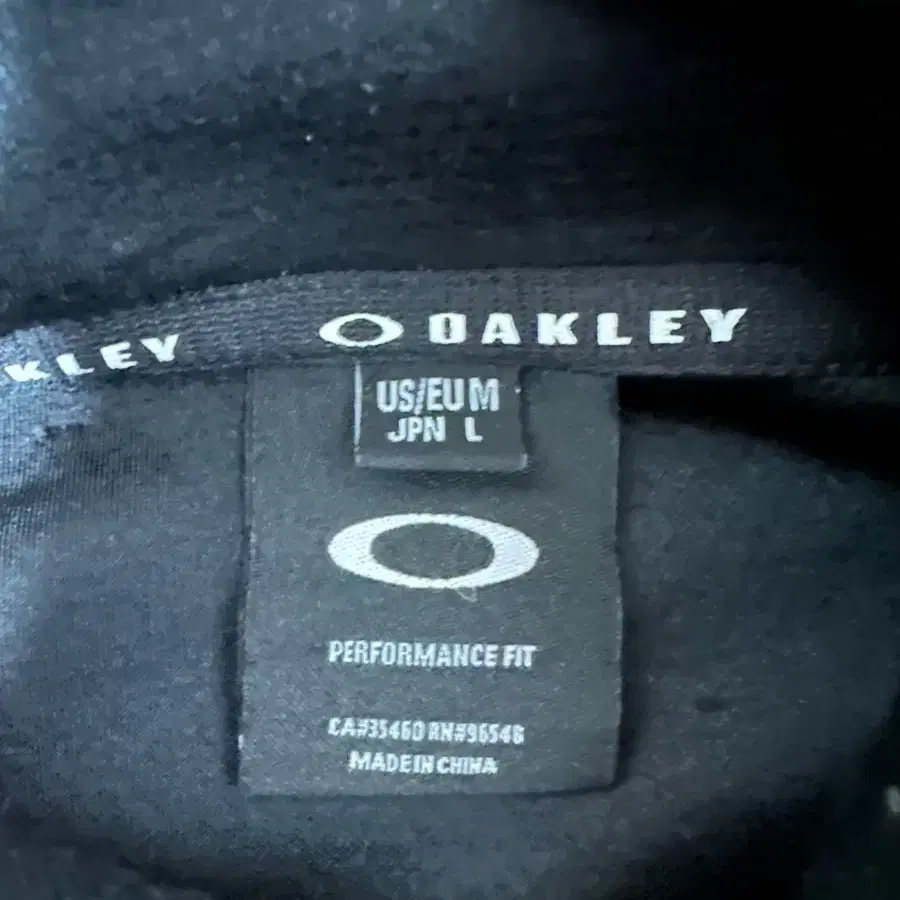 KLEY
OAKLEY
US/EU M
JPN L
PERFORMANCE FIT
CA#35460 RN#96548
MADE IN CHINA